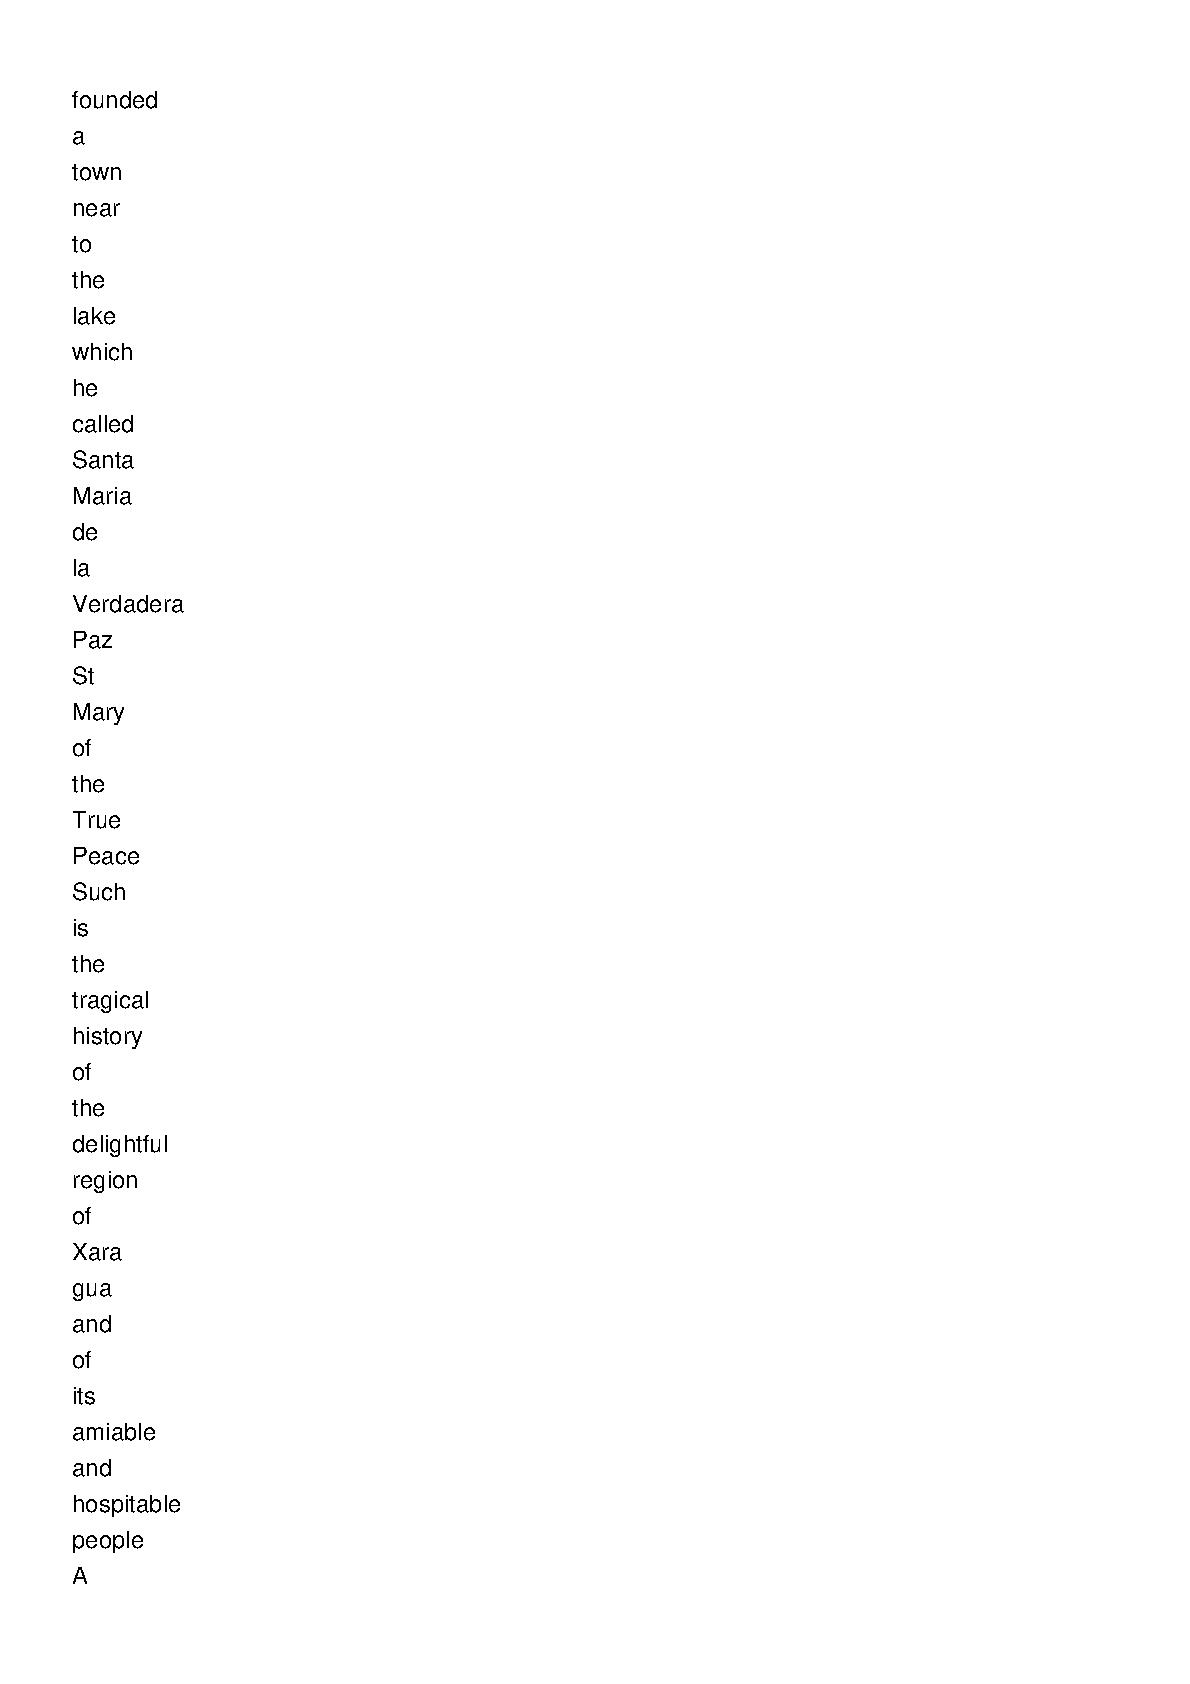 founded
a
town
near
to
the
lake
which
he
called
Santa
Maria
de
la
Verdadera
Paz
St
Mary
of
the
True
Peace
Such
is
the
tragical
history
of
the
delightful
region
of
Xara
gua
and
of
its
amiable
and
hospitable
people
A